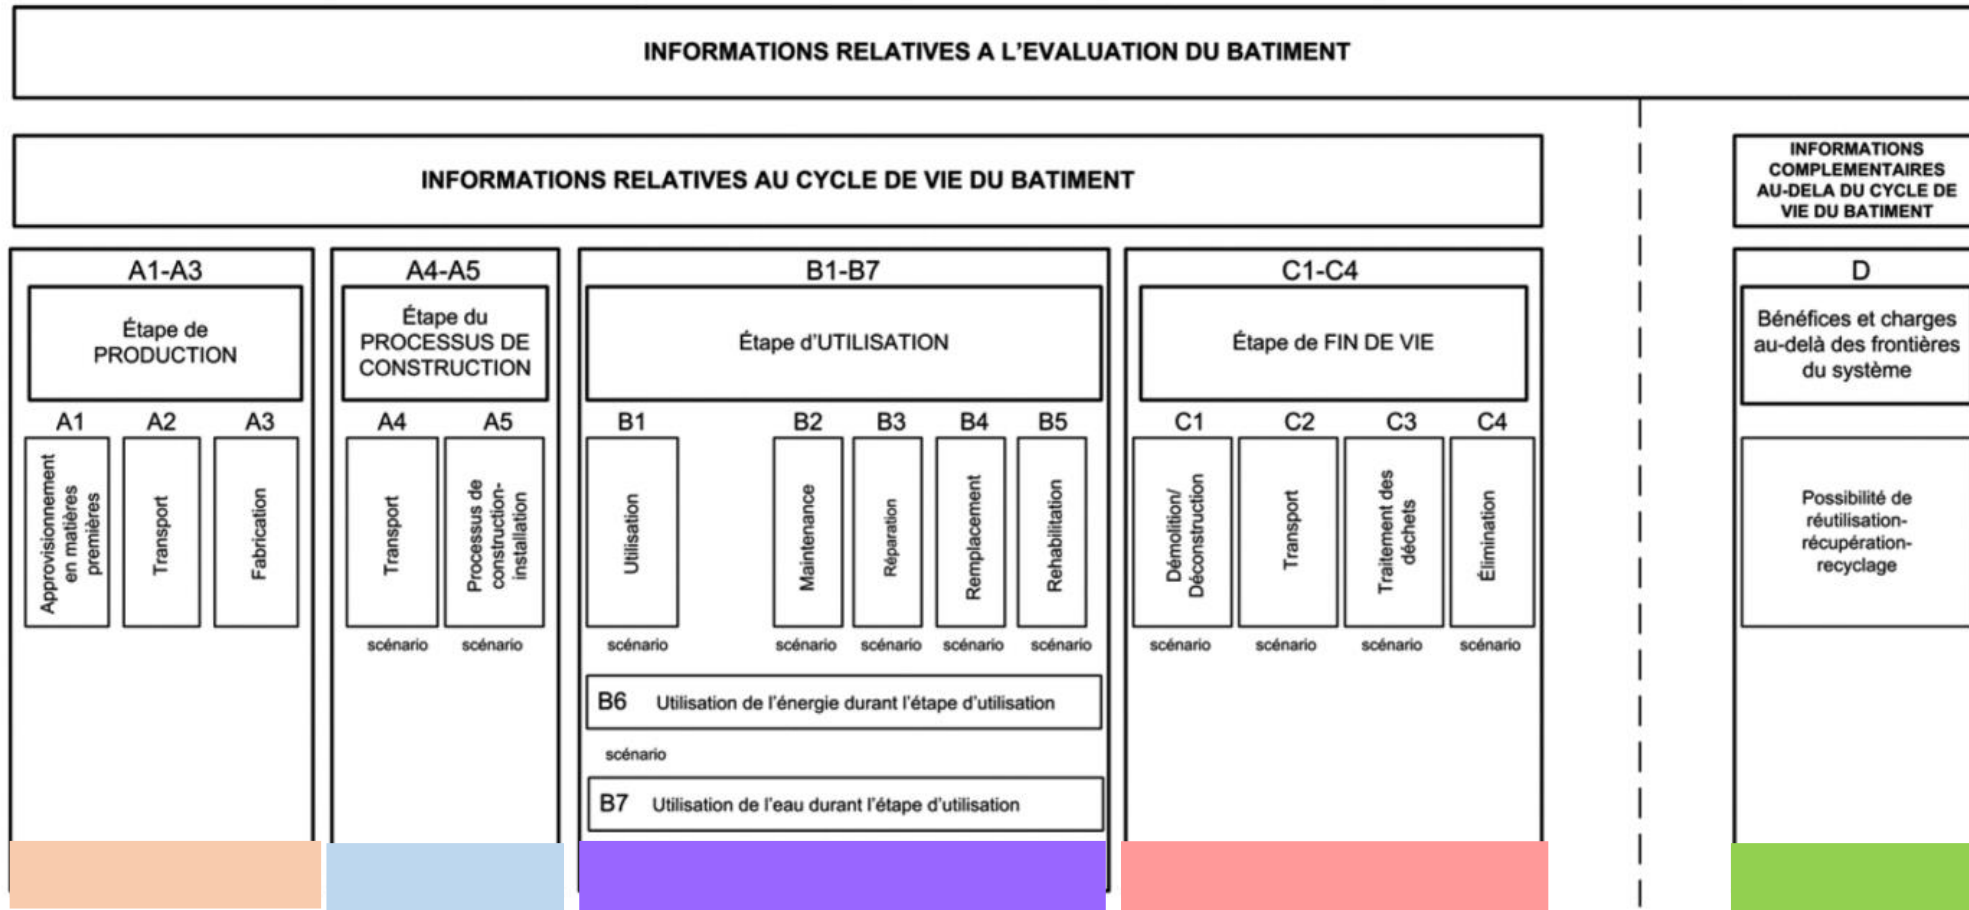 INFORMATIONS RELATIVES A L'EVALUATION DU BATIMENT
INFORMATIONS RELATIVES AU CYCLE DE VIE DU BATIMENT
INFORMATIONS
COMPLEMENTAIRES
AU-DELA DU CYCLE DE
VIE DU BATIMENT
A1-A3
Étape de
PRODUCTION
A1
Approvisionnement
en matières
premières
A2
Transport
A3
Fabrication
A4-A5
Étape du
PROCESSUS DE
CONSTRUCTION
A4
Transport
scénario
A5
Processus de
construction-
installation
scénario
B1-B7
Étape d'UTILISATION
B1
Utilisation
scénario
B2
Maintenance
scénario
B3
Réparation
scénario
B4
Remplacement
scénario
B5
Rehabilitation
scénario
B6 Utilisation de l'énergie durant l'étape d'utilisation
scénario
B7 Utilisation de l'eau durant l'étape d'utilisation
C1-C4
Étape de FIN DE VIE
C1
Démolition/
Déconstruction
scénario
C2
Transport
scénario
C3
Traitement des
déchets
scénario
C4
Élimination
scénario
D
Bénéfices et charges
au-delà des frontières
du système
Possibilité de
réutilisation-
récupération-
recyclage